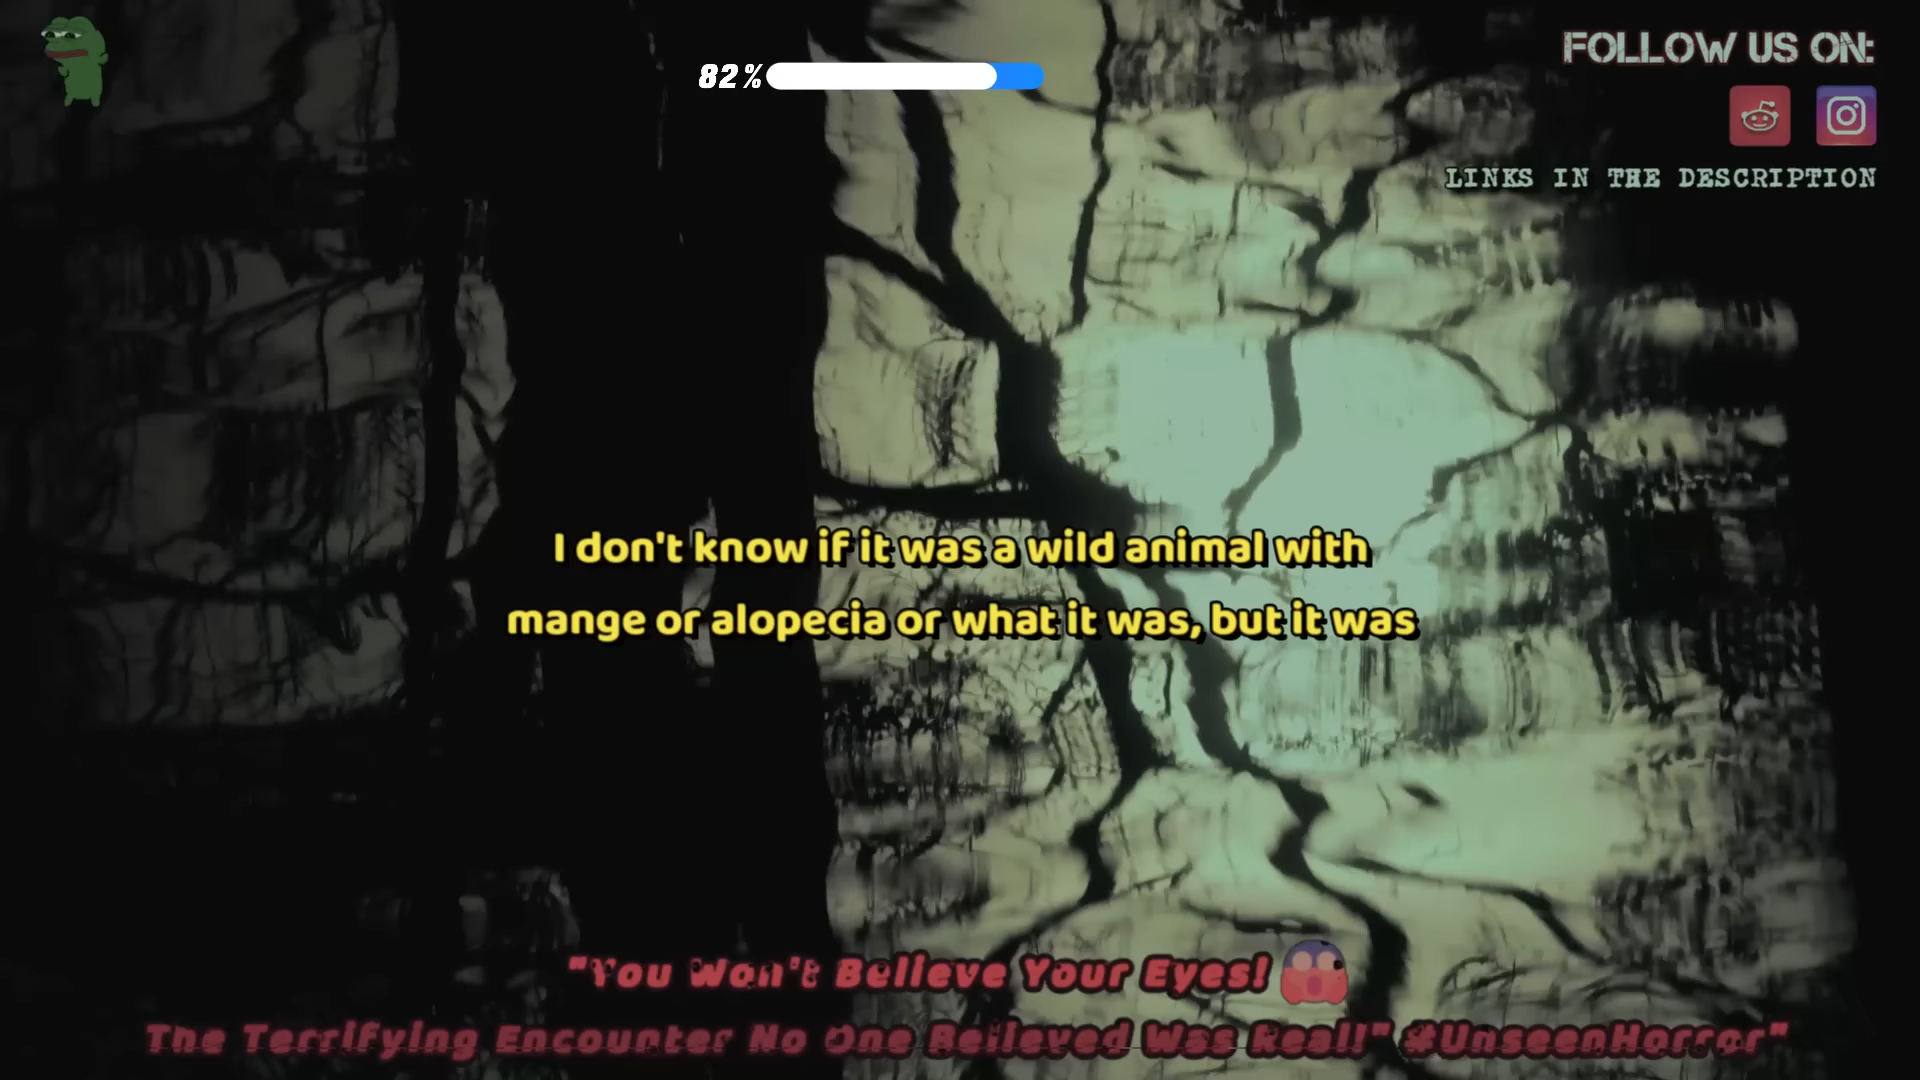 FOLLOW US ON:
82%
LINKS IN THE DESCRIPTION
I don't know if it was a wild animal with
mange or alopecia or what it was, but it was
"You Won't Believe Your Eyes!
The Terrifying Encounter No One Believed Was Real!" #UnseenHorror"